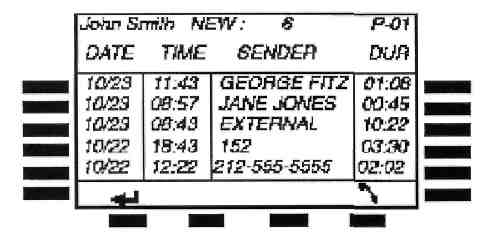 John Smith NEW: 6 P-01
DATE TIME SENDER DUR
10/23 11:43 GEORGE FITZ 01:06
10/23 08:57 JANE JONES 00:45
10/23 08:43 EXTERNAL 10:22
10/22 18:43 152 03:30
10/22 12:22 212-555-5555 02:02